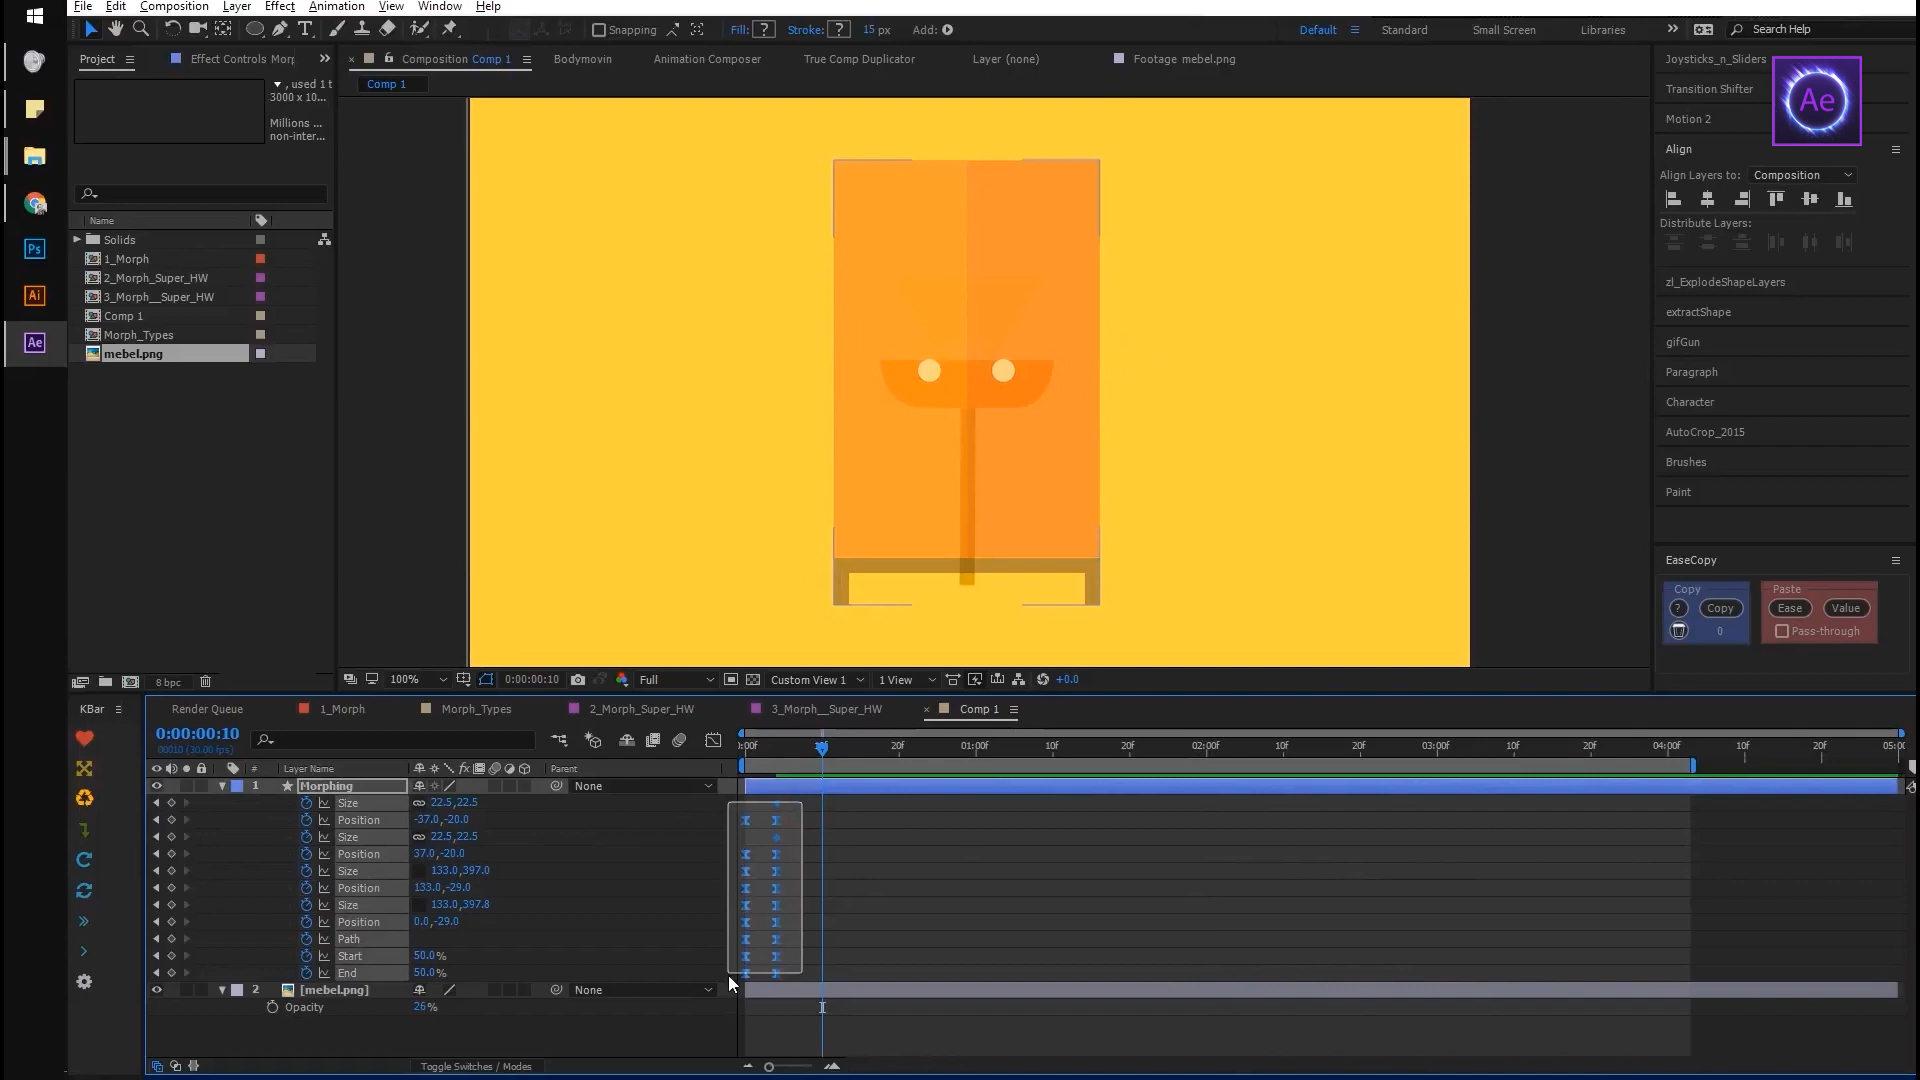 File Edit Composition Layer Effect Animation View Window Help
Snapping Fill: ? Stroke: ? 15 px Add: Default Standard Small Screen Libraries Search Help
Project Effect Controls Morp Composition Comp 1 Bodymovin Animation Composer True Comp Duplicator Layer (none) Footage mebel.png
Comp 1
, used 1 t
3000 x 10...
Millions ...
non-inter...
Name
Solids
1_Morph
2_Morph_Super_HW
3_Morph__Super_HW
Comp 1
Morph_Types
mebel.png
Ps
Ai
Ae
8 bpc
Joysticks_n_Sliders
Transition Shifter
Motion 2
Ae
Align
Align Layers to: Composition
Distribute Layers:
zl_ExplodeShapeLayers
extractShape
gifGun
Paragraph
Character
AutoCrop_2015
Brushes
Paint
EaseCopy
Copy Paste
? Copy Ease Value
0 Pass-through
100% 0:00:00:10 Full Custom View 1 1 View +0.0
KBar Render Queue 1_Morph Morph_Types 2_Morph_Super_HW 3_Morph__Super_HW Comp 1
0:00:00:10
00010 (30.00 fps)
20f 01:00f 10f 20f 02:00f 10f 20f 03:00f 10f 20f 04:00f 10f 20f
# Layer Name fx Parent
1 Morphing None
Size 22.5,22.5
Position -37.0,-20.0
Size 22.5,22.5
Position 37.0,-20.0
Size 133.0,397.0
Position 133.0,-29.0
Size 133.0,397.8
Position 0.0,-29.0
Path
Start 50.0%
End 50.0%
2 [mebel.png] None
Opacity 26%
Toggle Switches / Modes